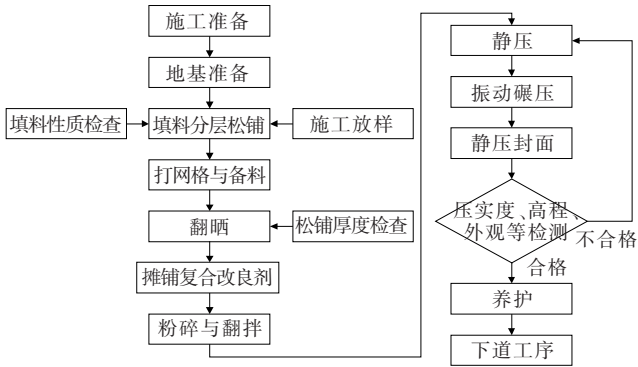 施工准备
地基准备
填料性质检查
填料分层松铺
施工放样
打网格与备料
翻晒
松铺厚度检查
摊铺复合改良剂
粉碎与翻拌
静压
振动碾压
静压封面
压实度、高程、
外观等检测
不合格
合格
养护
下道工序